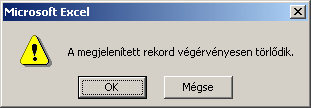 Microsoft Excel
A megjelenített rekord végérvényesen törlődik.
OK
Mégse